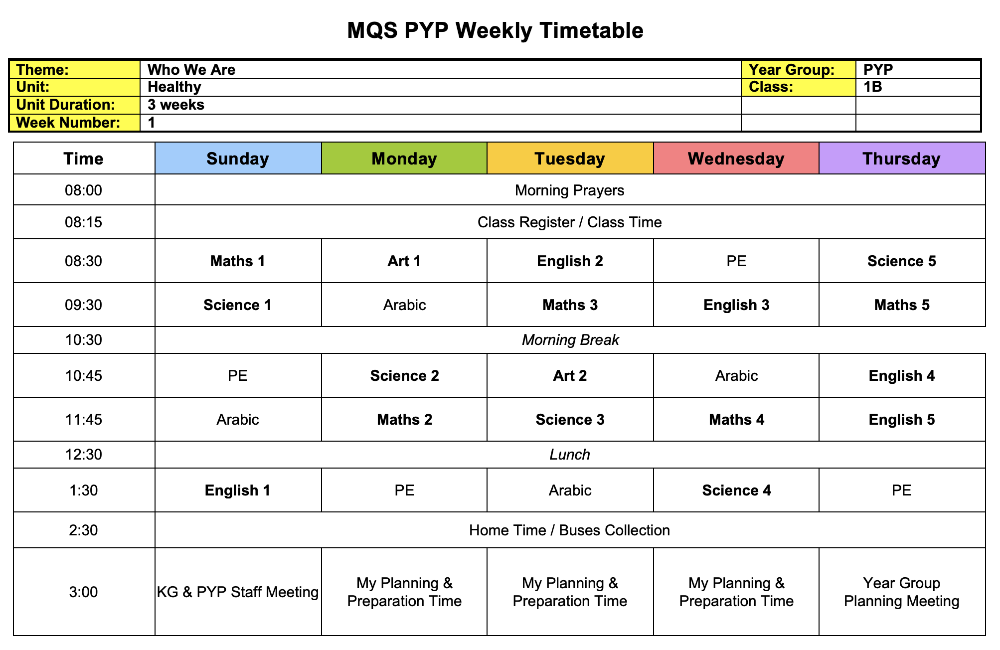 MQS PYP Weekly Timetable
Theme: Who We Are Year Group: PYP
Unit: Healthy Class: 1B
Unit Duration: 3 weeks
Week Number: 1
Time Sunday Monday Tuesday Wednesday Thursday
08:00 Morning Prayers
08:15 Class Register / Class Time
08:30 Maths 1 Art 1 English 2 PE Science 5
09:30 Science 1 Arabic Maths 3 English 3 Maths 5
10:30 Morning Break
10:45 PE Science 2 Art 2 Arabic English 4
11:45 Arabic Maths 2 Science 3 Maths 4 English 5
12:30 Lunch
1:30 English 1 PE Arabic Science 4 PE
2:30 Home Time / Buses Collection
3:00 KG & PYP Staff Meeting My Planning & Preparation Time My Planning & Preparation Time My Planning & Preparation Time Year Group Planning Meeting